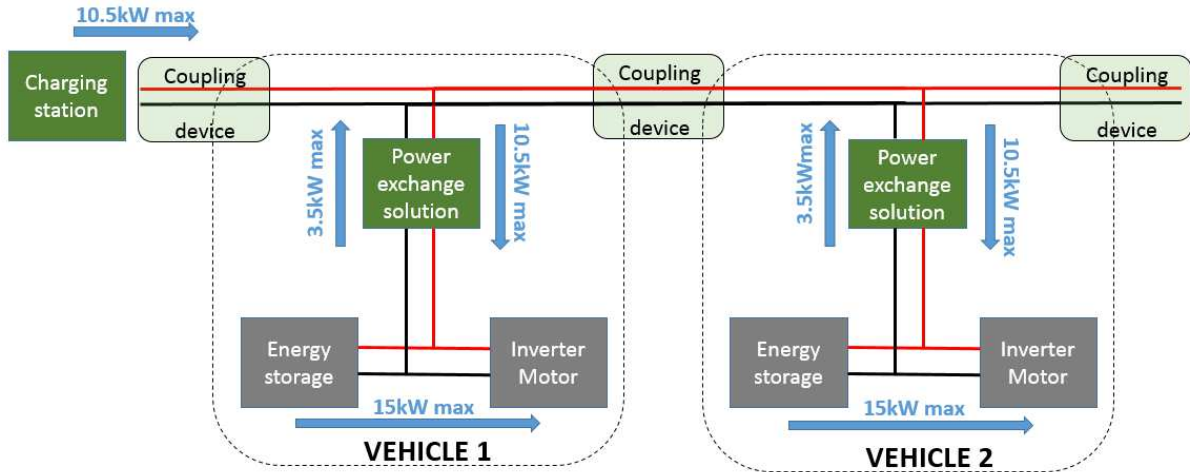 10.5kW max
Charging
station
Coupling
device
Coupling
device
Coupling
device
3.5kW max
Power
exchange
solution
10.5kW max
3.5kWmax
Power
exchange
solution
10.5kW max
Energy
storage
Inverter
Motor
15kW max
VEHICLE 1
Energy
storage
Inverter
Motor
15kW max
VEHICLE 2